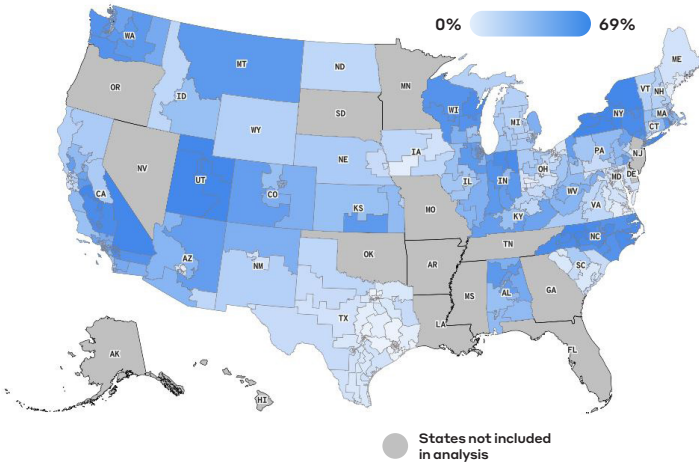 0% 69%
WA
ME
MT
ND
VT NH
MN
OR
ID
WI
NY
MA
SD
MI
CT
WY
IA
PA
NJ
NE
OH
MD DE
NV
IL
IN
UT
WV
CO
VA
CA
KS
MO
KY
NC
TN
AZ
OK
NM
AR
SC
MS
AL
GA
TX
LA
FL
AK
HI
States not included
in analysis